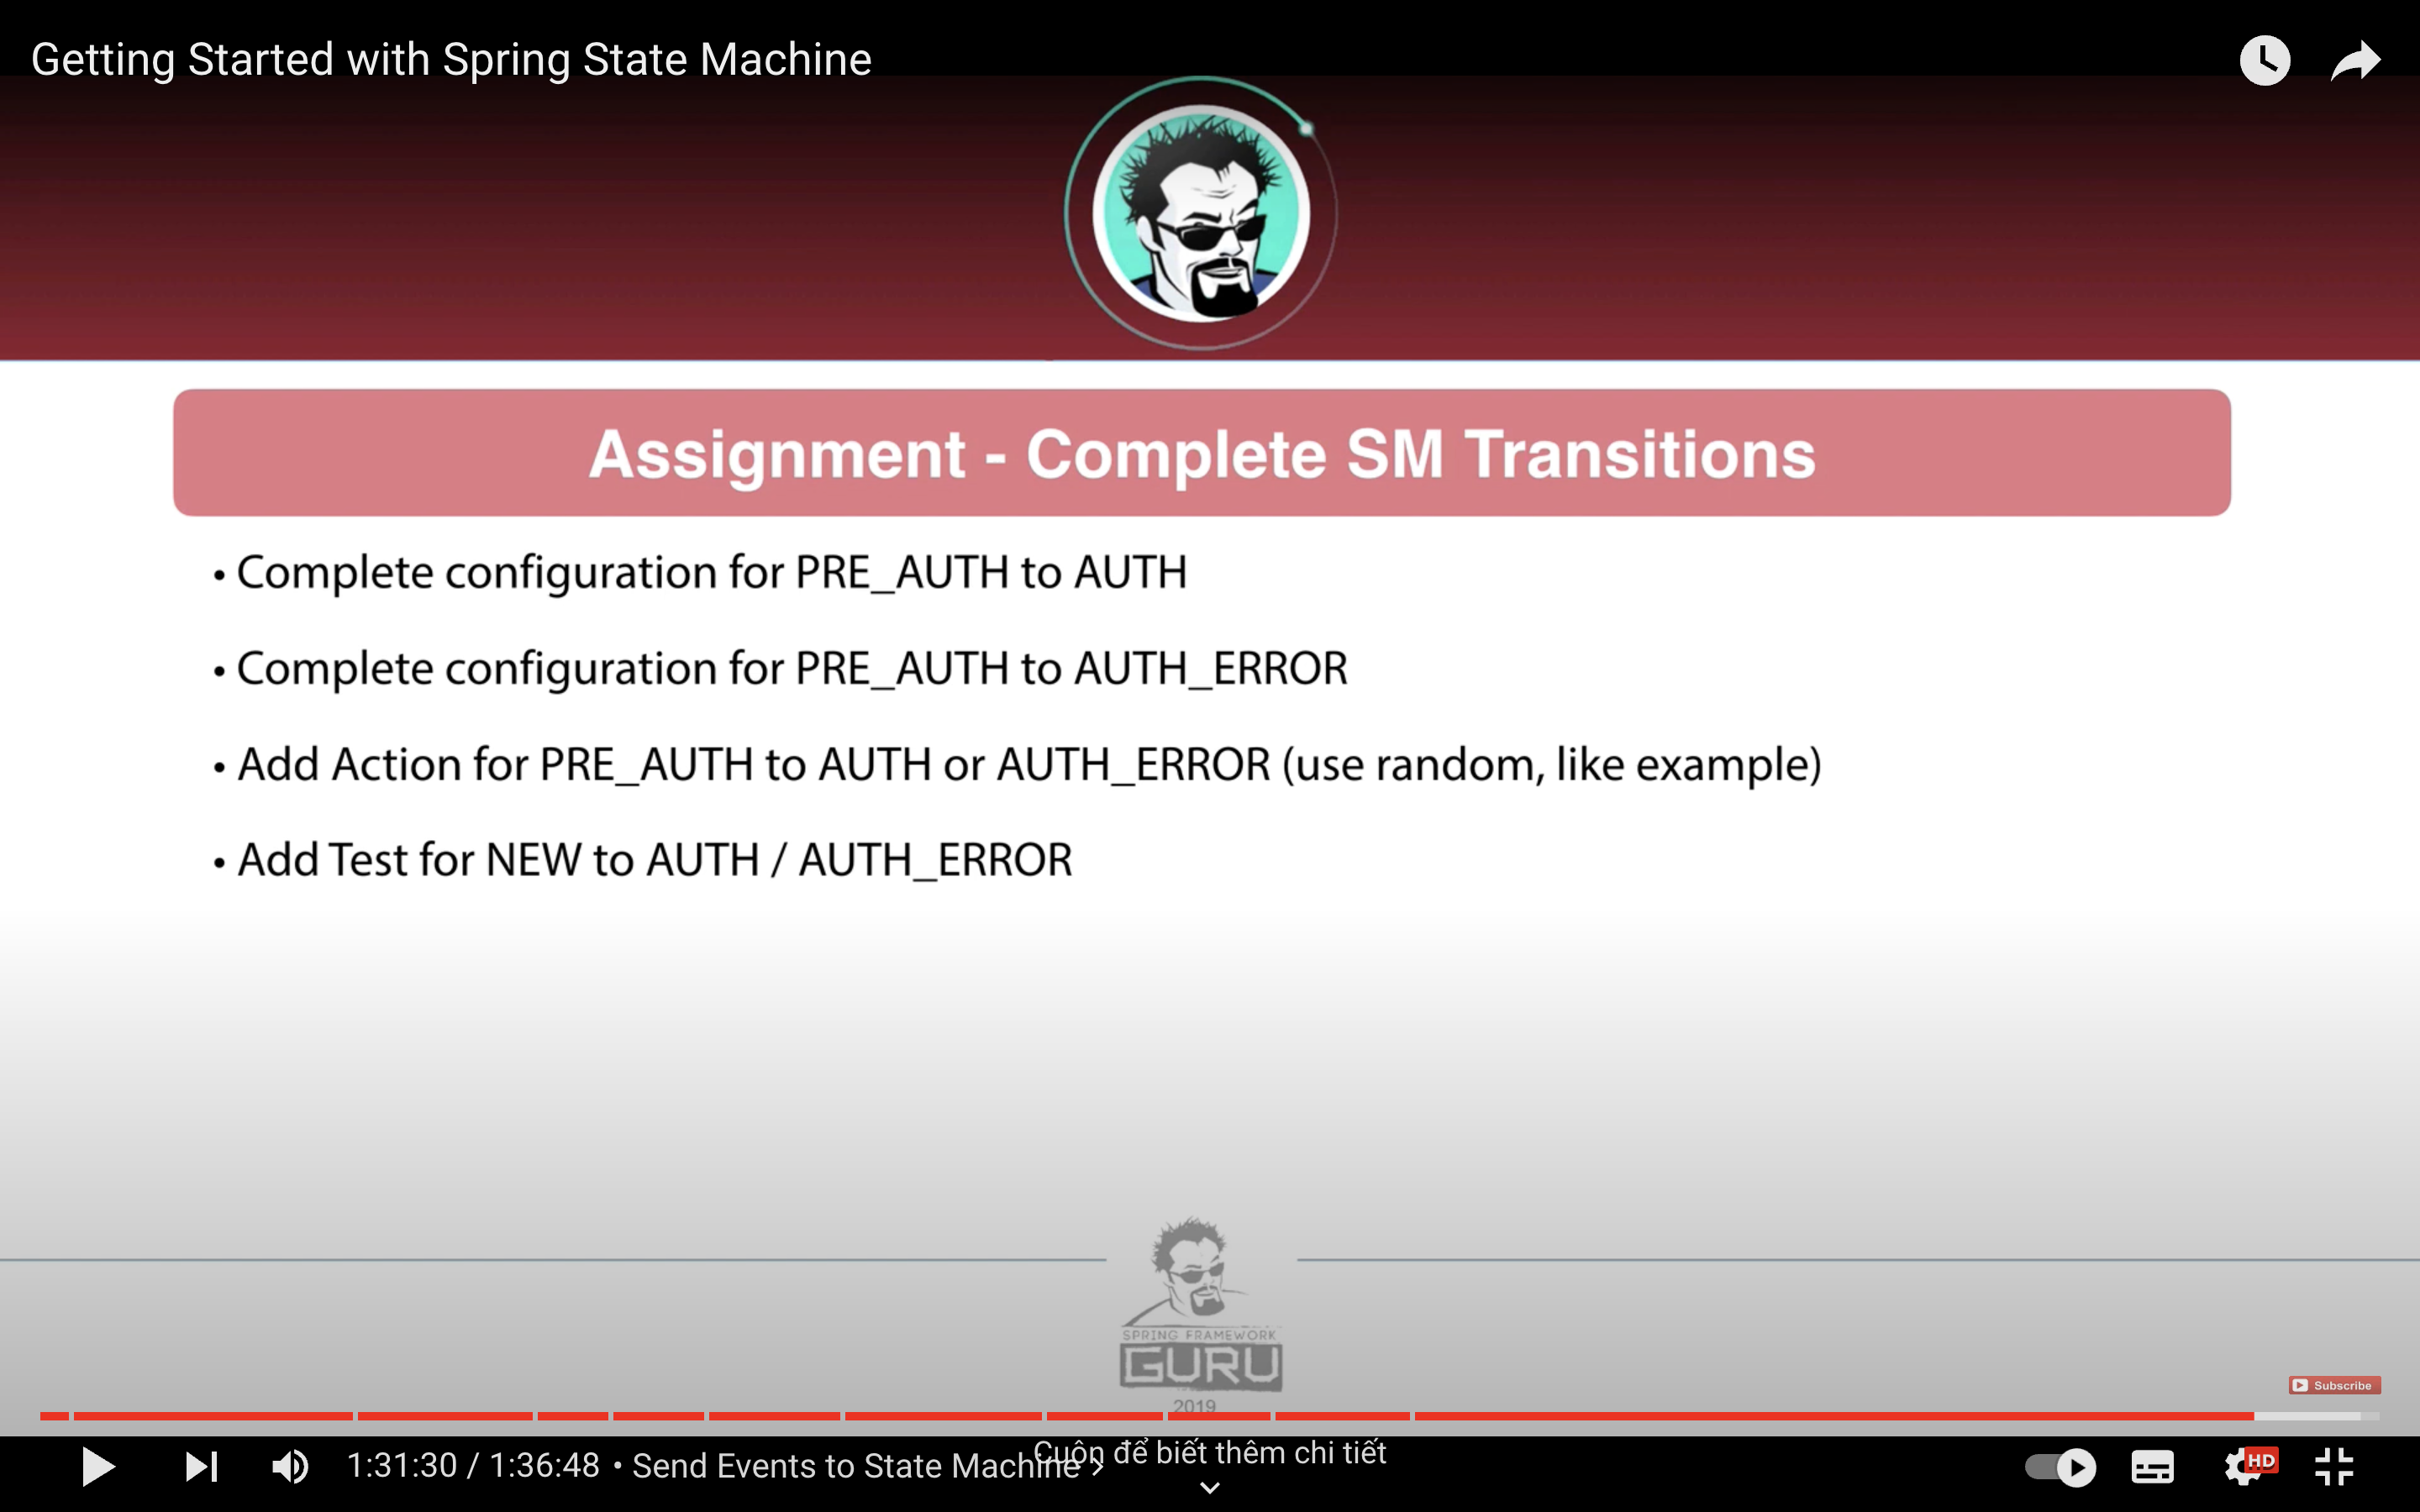 Getting Started with Spring State Machine
Assignment - Complete SM Transitions
• Complete configuration for PRE_AUTH to AUTH
• Complete configuration for PRE_AUTH to AUTH_ERROR
• Add Action for PRE_AUTH to AUTH or AUTH_ERROR (use random, like example)
• Add Test for NEW to AUTH / AUTH_ERROR
SPRING FRAMEWORK
GURU
2019
Subscribe
1:31:30 / 1:36:48 • Send Events to State Machine
Cuộn để biết thêm chi tiết
HD